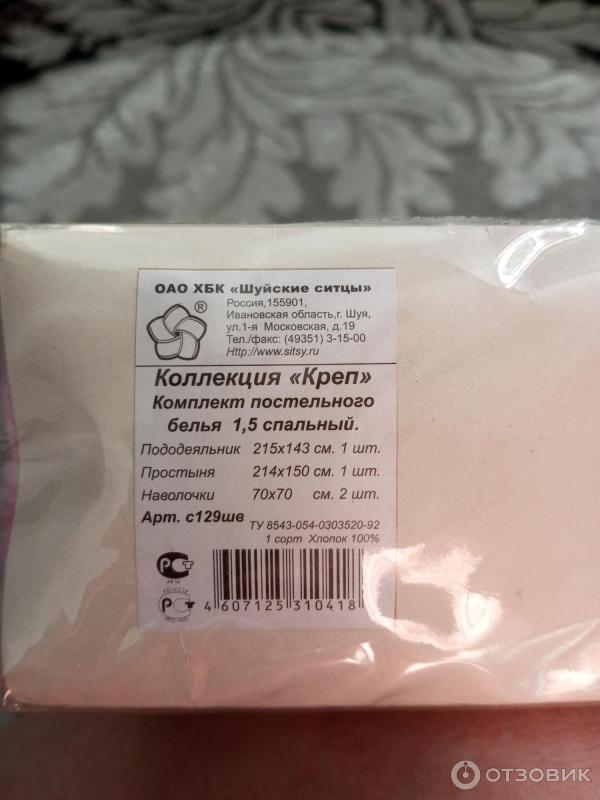 ОАО ХБК «Шуйские ситцы»
Россия,155901,
Ивановская область,г. Шуя,
ул.1-я Московская, д.19
Тел./факс: (49351) 3-15-00
Http://www.sitsy.ru
®
Коллекция «Креп»
Комплект постельного
белья 1,5 спальный.
Пододеяльник 215х143 см. 1 шт.
Простыня 214х150 см. 1 шт.
Наволочки 70х70 см. 2 шт.
Арт. с129шв ТУ 8543-054-0303520-92
1 сорт Хлопок 100%
4 607125 310418
ОТЗОВИК